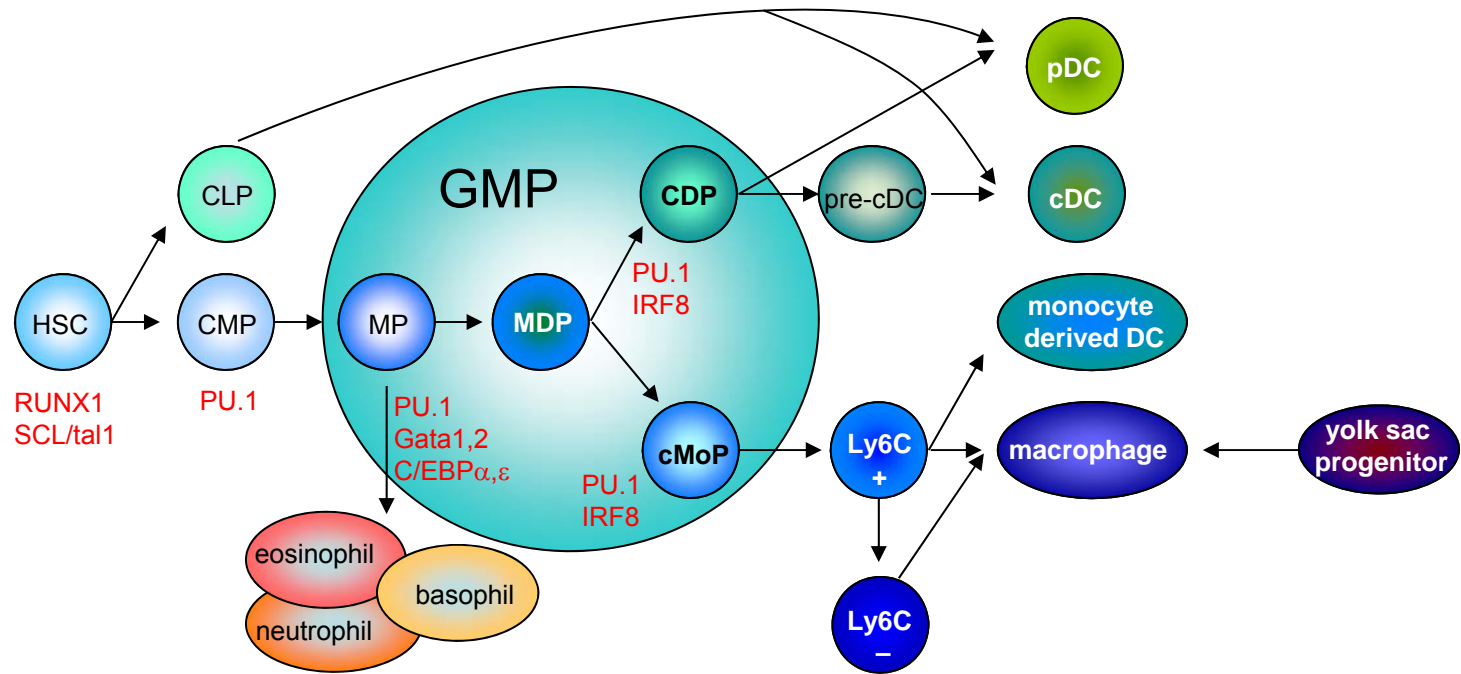 pDC
CLP
GMP
CDP
pre-cDC
cDC
HSC
CMP
MP
MDP
PU.1
IRF8
monocyte
derived DC
RUNX1
SCL/tal1
PU.1
PU.1
Gata1,2
C/EBPα,ε
cMoP
PU.1
IRF8
Ly6C
+
macrophage
yolk sac
progenitor
eosinophil
basophil
neutrophil
Ly6C
–